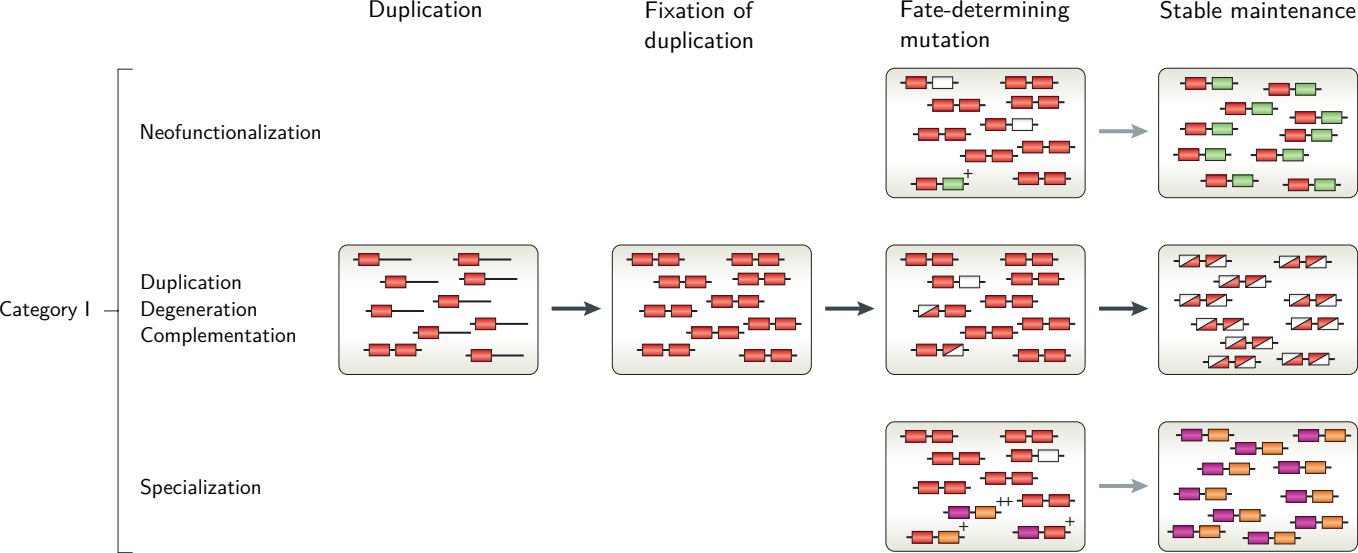 Duplication
Fixation of
duplication
Fate-determining
mutation
Stable maintenance
Neofunctionalization
+
Category I
Duplication
Degeneration
Complementation
Specialization
++
+
+